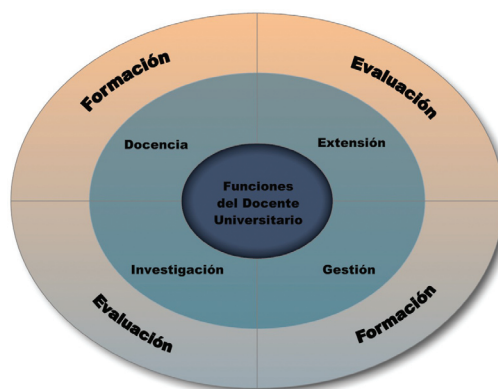 Formación
Evaluación
Docencia
Extensión
Funciones
del Docente
Universitario
Investigación
Gestión
Evaluación
Formación